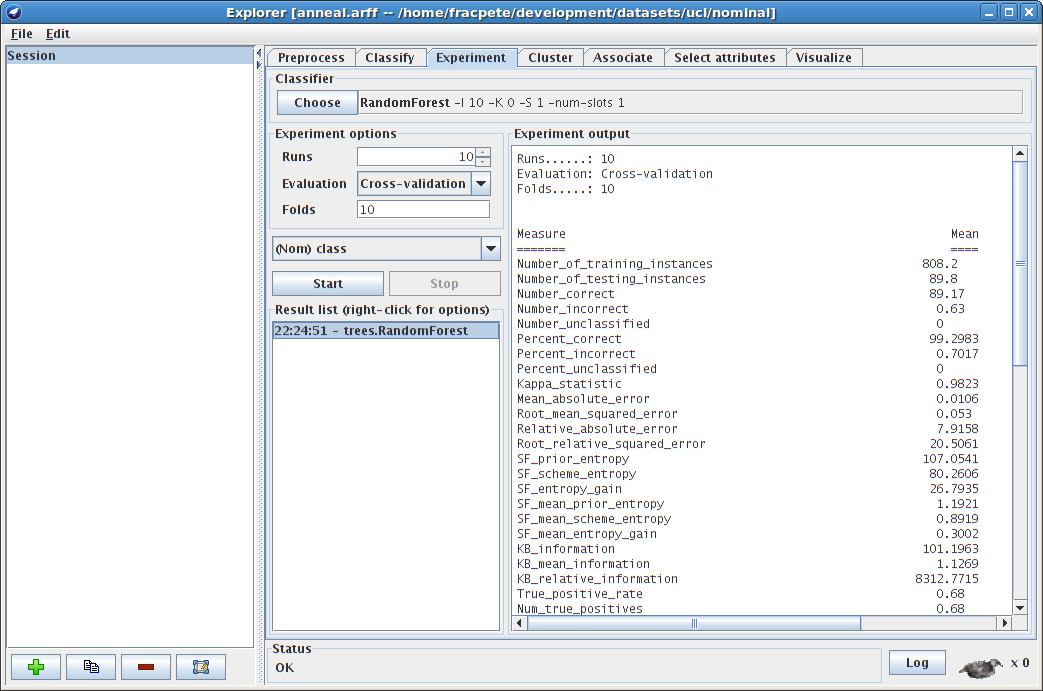 Explorer [anneal.arff -- /home/fracpete/development/datasets/ucl/nominal]
File Edit
Session
Preprocess Classify Experiment Cluster Associate Select attributes Visualize
Classifier
Choose RandomForest -I 10 -K 0 -S 1 -num-slots 1
Experiment options
Runs 10
Evaluation Cross-validation
Folds 10
(Nom) class
Start Stop
Result list (right-click for options)
22:24:51 - trees.RandomForest
Experiment output
Runs......: 10
Evaluation: Cross-validation
Folds.....: 10
Measure Mean
======= ====
Number_of_training_instances 808.2
Number_of_testing_instances 89.8
Number_correct 89.17
Number_incorrect 0.63
Number_unclassified 0
Percent_correct 99.2983
Percent_incorrect 0.7017
Percent_unclassified 0
Kappa_statistic 0.9823
Mean_absolute_error 0.0106
Root_mean_squared_error 0.053
Relative_absolute_error 7.9158
Root_relative_squared_error 20.5061
SF_prior_entropy 107.0541
SF_scheme_entropy 80.2606
SF_entropy_gain 26.7935
SF_mean_prior_entropy 1.1921
SF_mean_scheme_entropy 0.8919
SF_mean_entropy_gain 0.3002
KB_information 101.1963
KB_mean_information 1.1269
KB_relative_information 8312.7715
True_positive_rate 0.68
Num_true_positives 0.68
Status
OK
Log
x 0